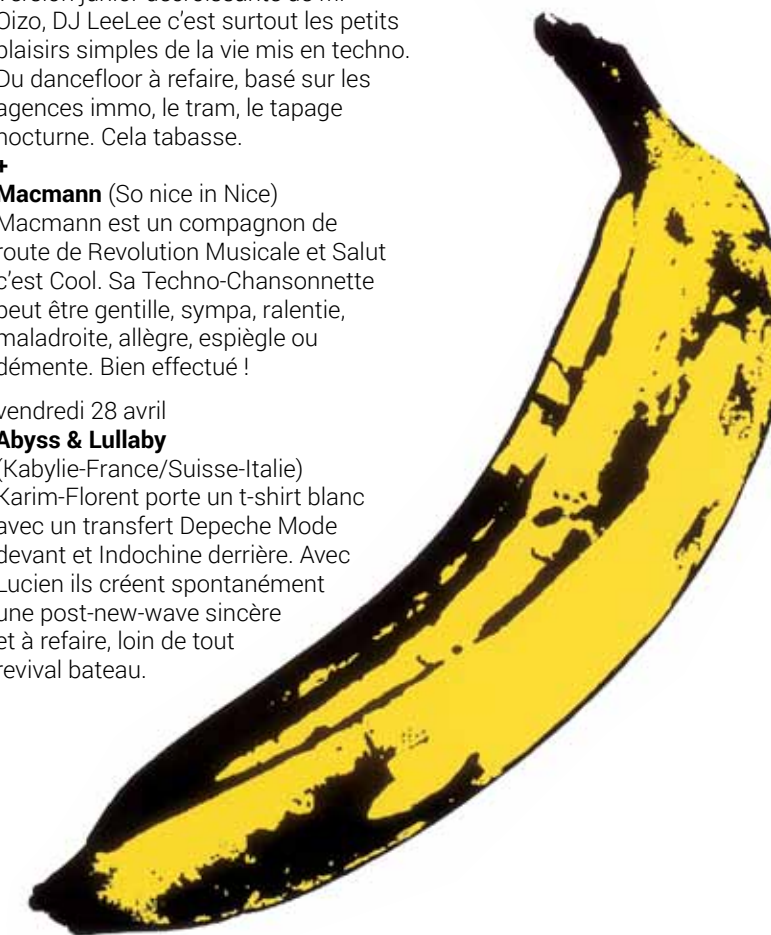 Oizo, DJ LeeLee c’est surtout les petits
plaisirs simples de la vie mis en techno.
Du dancefloor à refaire, basé sur les
agences immo, le tram, le tapage
nocturne. Cela tabasse.
+
Macmann (So nice in Nice)
Macmann est un compagnon de
route de Revolution Musicale et Salut
c’est Cool. Sa Techno-Chansonnette
peut être gentille, sympa, ralentie,
maladroite, allègre, espiègle ou
démente. Bien effectué !
vendredi 28 avril
Abyss & Lullaby
(Kabylie-France/Suisse-Italie)
Karim-Florent porte un t-shirt blanc
avec un transfert Depeche Mode
devant et Indochine derrière. Avec
Lucien ils créent spontanément
une post-new-wave sincère
et à refaire, loin de tout
revival bateau.